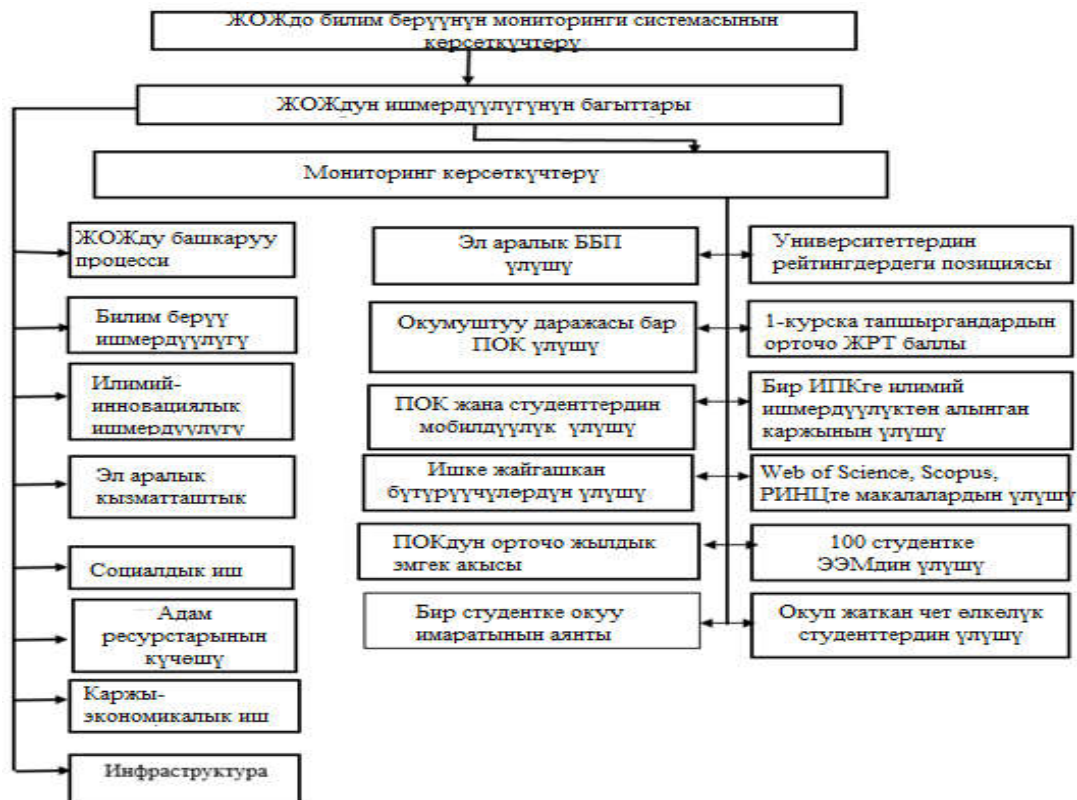 ЖОЖдо билим берүүнүн мониторинги системасынын
көрсөткүчтөрү
ЖОЖдун ишмердүүлүгүнүн багыттары
Мониторинг көрсөткүчтөрү
ЖОЖду башкаруу
процесси
Билим берүү
ишмердүүлүгү
Илимий-
инновациялык
ишмердүүлүгү
Эл аралык
кызматташтык
Социалдык иш
Адам
ресурстарынын
күчөшү
Каржы-
экономикалык иш
Инфраструктура
Эл аралык ББП
үлүшү
Окумуштуу даражасы бар
ПОК үлүшү
ПОК жана студенттердин
мобилдүүлүк үлүшү
Ишке жайгашкан
бүтүрүүчүлөрдүн үлүшү
ПОКдун орточо жылдык
эмгек акысы
Бир студентке окуу
имаратынын аянты
Университеттердин
рейтингдердеги позициясы
1-курска тапшыргандардын
орточо ЖРТ баллы
Бир ИПКге илимий
ишмердүүлүктөн алынган
каржынын үлүшү
Web of Science, Scopus,
РИНЦте макалалардын үлүшү
100 студентке
ЭЭМдин үлүшү
Окуп жаткан чет өлкөлүк
студенттердин үлүшү